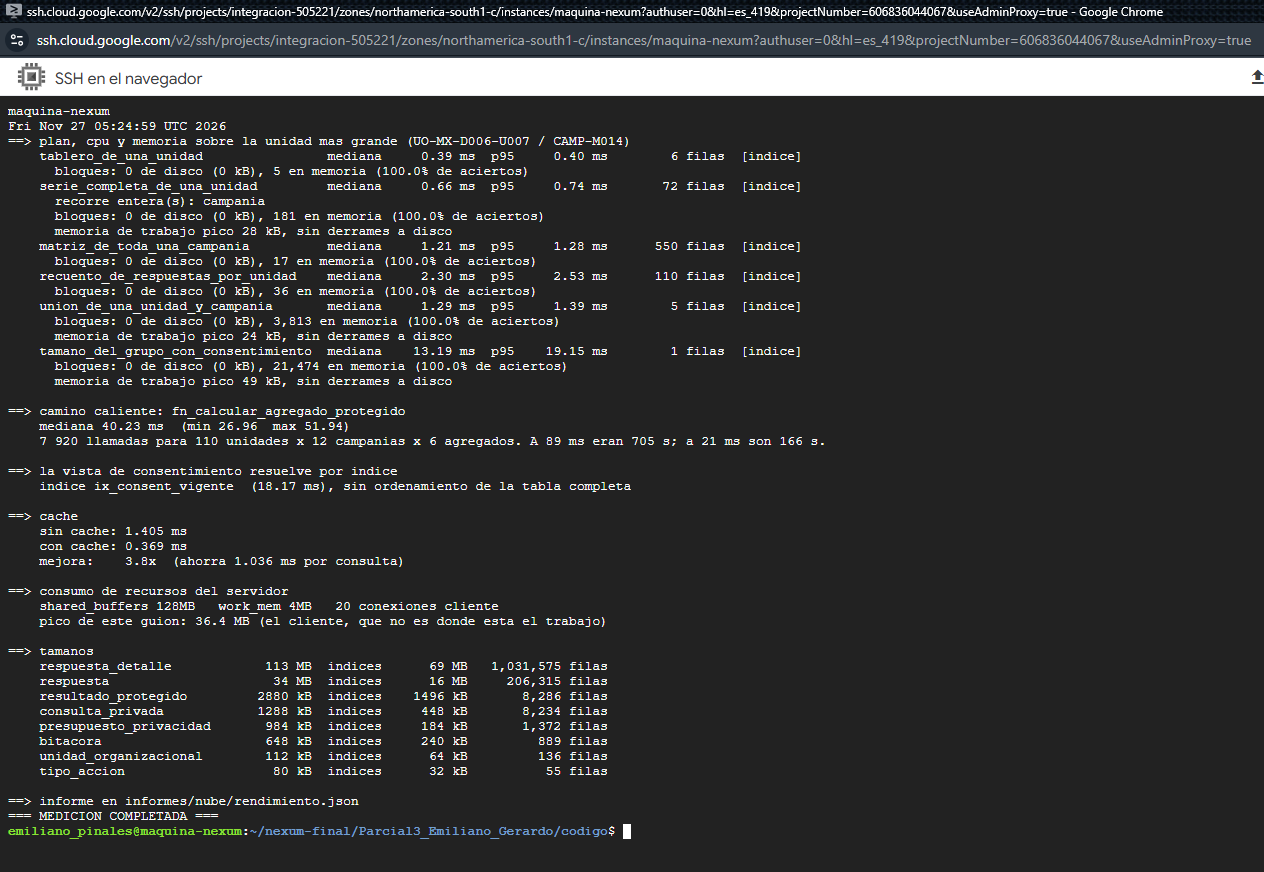 ssh.cloud.google.com/v2/ssh/projects/integracion-505221/zones/northamerica-south1-c/instances/maquina-nexum?authuser=0&hl=es_419&projectNumber=606836044067&useAdminProxy=true - Google Chrome
ssh.cloud.google.com/v2/ssh/projects/integracion-505221/zones/northamerica-south1-c/instances/maquina-nexum?authuser=0&hl=es_419&projectNumber=606836044067&useAdminProxy=true
SSH en el navegador
maquina-nexum
Fri Nov 27 05:24:59 UTC 2026
==> plan, cpu y memoria sobre la unidad mas grande (UO-MX-D006-U007 / CAMP-M014)
tablero_de_una_unidad mediana 0.39 ms p95 0.40 ms 6 filas [indice]
bloques: 0 de disco (0 kB), 5 en memoria (100.0% de aciertos)
serie_completa_de_una_unidad mediana 0.66 ms p95 0.74 ms 72 filas [indice]
recorre entera(s): campania
bloques: 0 de disco (0 kB), 181 en memoria (100.0% de aciertos)
memoria de trabajo pico 28 kB, sin derrames a disco
matriz_de_toda_una_campania mediana 1.21 ms p95 1.28 ms 550 filas [indice]
bloques: 0 de disco (0 kB), 17 en memoria (100.0% de aciertos)
recuento_de_respuestas_por_unidad mediana 2.30 ms p95 2.53 ms 110 filas [indice]
bloques: 0 de disco (0 kB), 36 en memoria (100.0% de aciertos)
union_de_una_unidad_y_campania mediana 1.29 ms p95 1.39 ms 5 filas [indice]
bloques: 0 de disco (0 kB), 3,813 en memoria (100.0% de aciertos)
memoria de trabajo pico 24 kB, sin derrames a disco
tamano_del_grupo_con_consentimiento mediana 13.19 ms p95 19.15 ms 1 filas [indice]
bloques: 0 de disco (0 kB), 21,474 en memoria (100.0% de aciertos)
memoria de trabajo pico 49 kB, sin derrames a disco
==> camino caliente: fn_calcular_agregado_protegido
mediana 40.23 ms (min 26.96 max 51.94)
7 920 llamadas para 110 unidades x 12 campanias x 6 agregados. A 89 ms eran 705 s; a 21 ms son 166 s.
==> la vista de consentimiento resuelve por indice
indice ix_consent_vigente (18.17 ms), sin ordenamiento de la tabla completa
==> cache
sin cache: 1.405 ms
con cache: 0.369 ms
mejora: 3.8x (ahorra 1.036 ms por consulta)
==> consumo de recursos del servidor
shared_buffers 128MB work_mem 4MB 20 conexiones cliente
pico de este guion: 36.4 MB (el cliente, que no es donde esta el trabajo)
==> tamanos
respuesta_detalle 113 MB indices 69 MB 1,031,575 filas
respuesta 34 MB indices 16 MB 206,315 filas
resultado_protegido 2880 kB indices 1496 kB 8,286 filas
consulta_privada 1288 kB indices 448 kB 8,234 filas
presupuesto_privacidad 984 kB indices 184 kB 1,372 filas
bitacora 648 kB indices 240 kB 889 filas
unidad_organizacional 112 kB indices 64 kB 136 filas
tipo_accion 80 kB indices 32 kB 55 filas
==> informe en informes/nube/rendimiento.json
=== MEDICION COMPLETADA ===
emiliano_pinales@maquina-nexum:~/nexum-final/Parcial3_Emiliano_Gerardo/codigo$